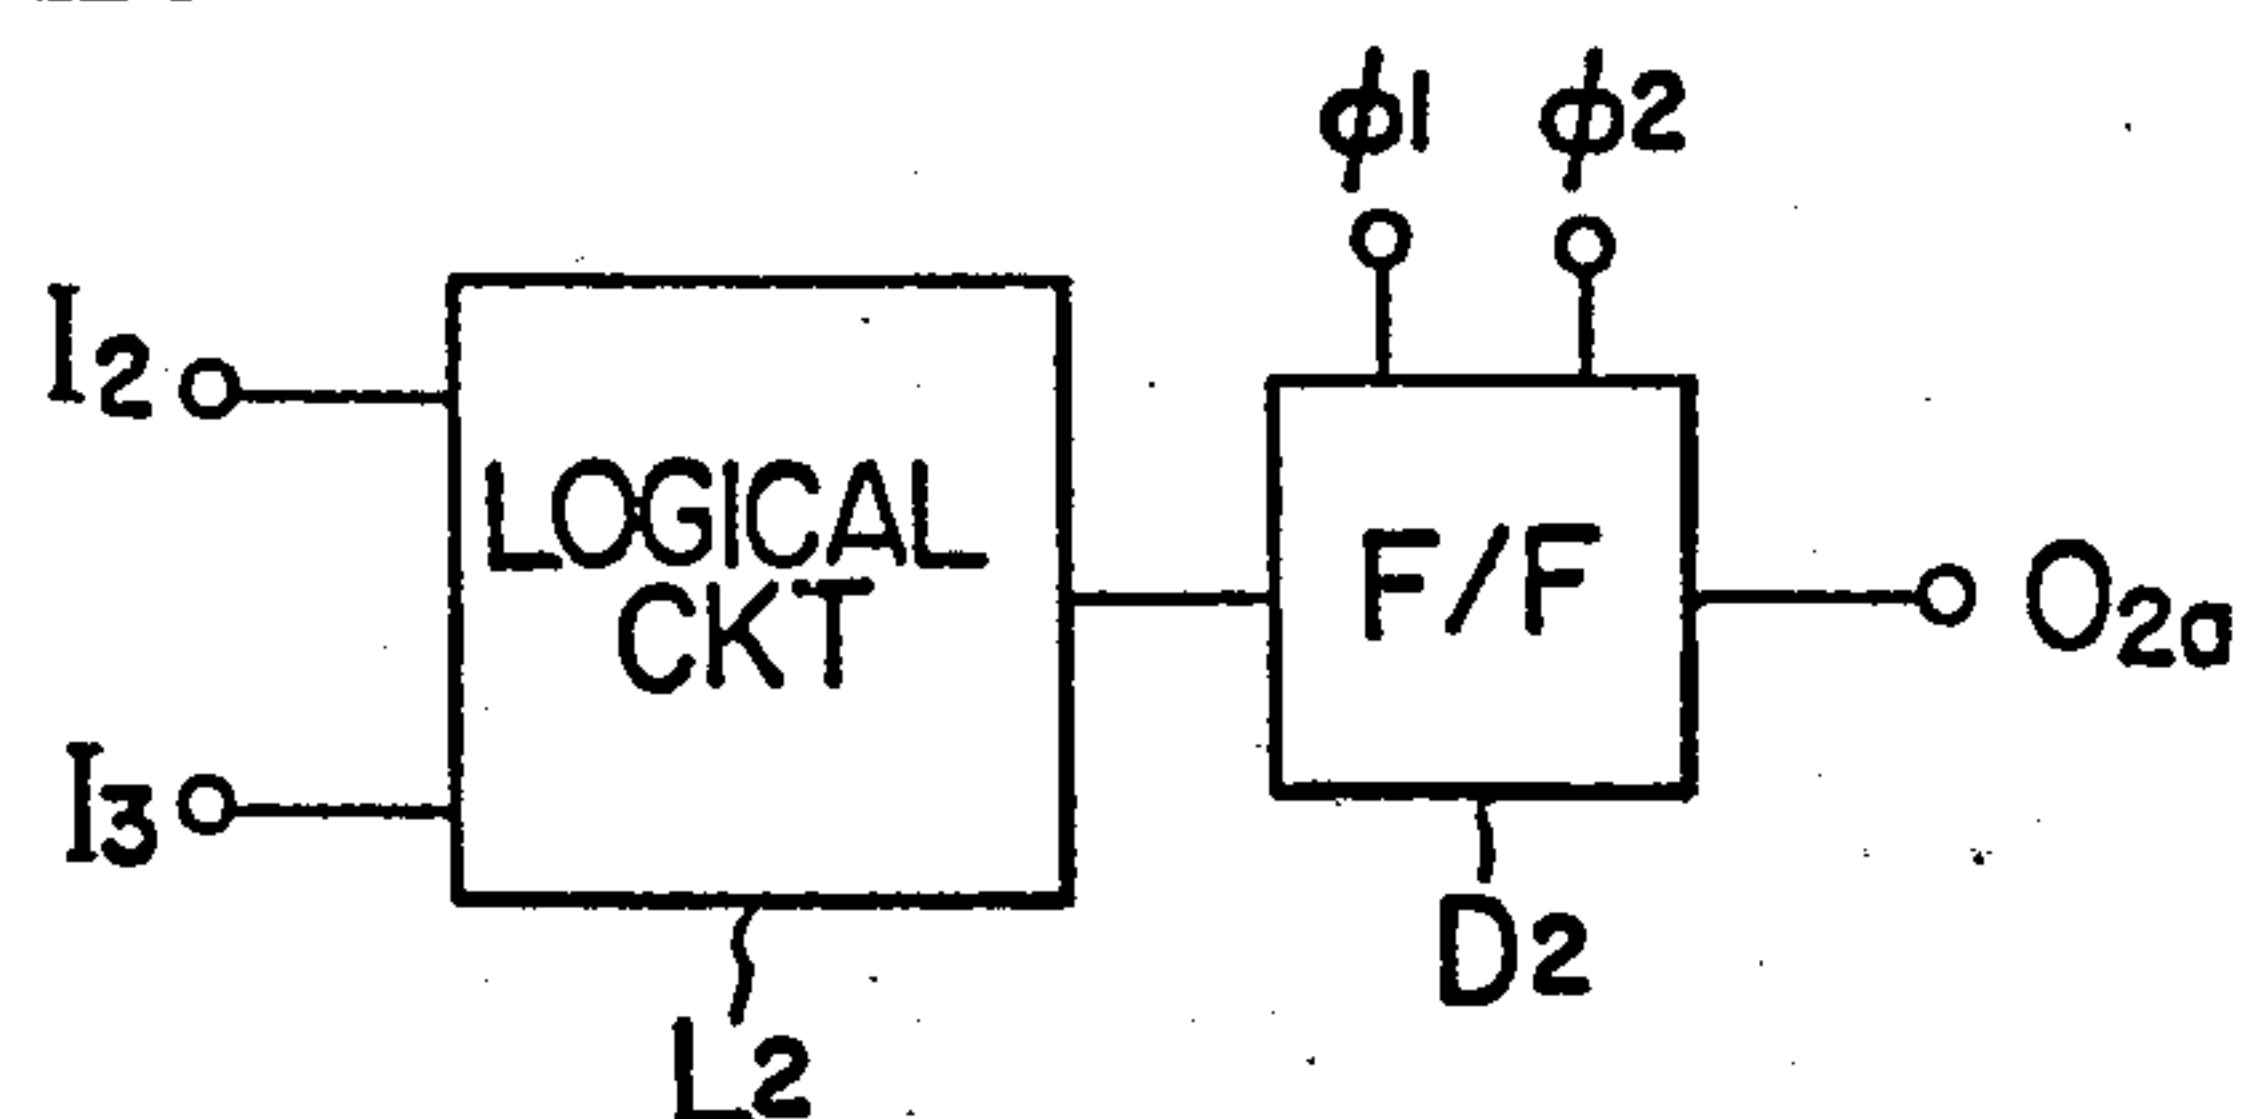 ϕ1 ϕ2
I2
LOGICAL
CKT
F/F
O2a
I3
D2
L2